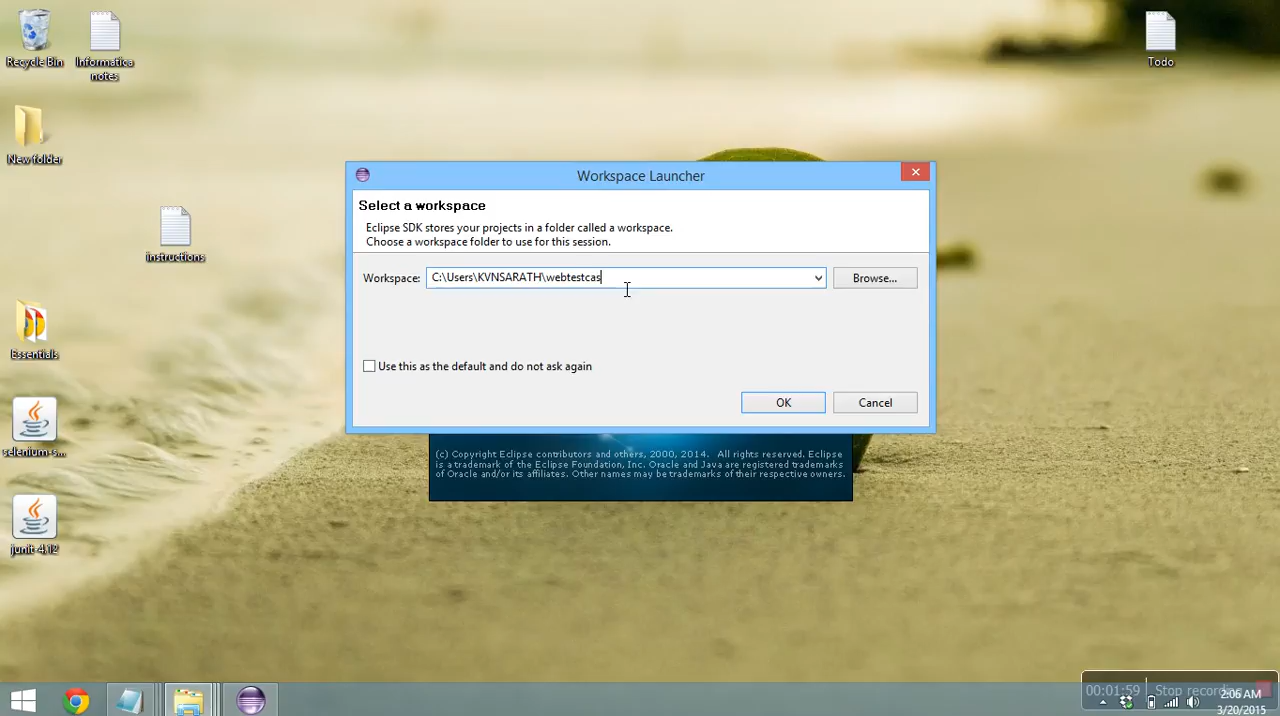 Recycle Bin
Informatica
notes
Todo
New folder
instructions
Essentials
selenium-s...
junit-4.12
Workspace Launcher
Select a workspace
Eclipse SDK stores your projects in a folder called a workspace.
Choose a workspace folder to use for this session.
Workspace:
C:\Users\KVNSARATH\webtestcas
Browse...
Use this as the default and do not ask again
OK
Cancel
(c) Copyright Eclipse contributors and others, 2000, 2014. All rights reserved. Eclipse
is a trademark of the Eclipse Foundation, Inc. Oracle and Java are registered trademarks
of Oracle and/or its affiliates. Other names may be trademarks of their respective owners.
00:01:59
Stop recording
2:06 AM
3/20/2015